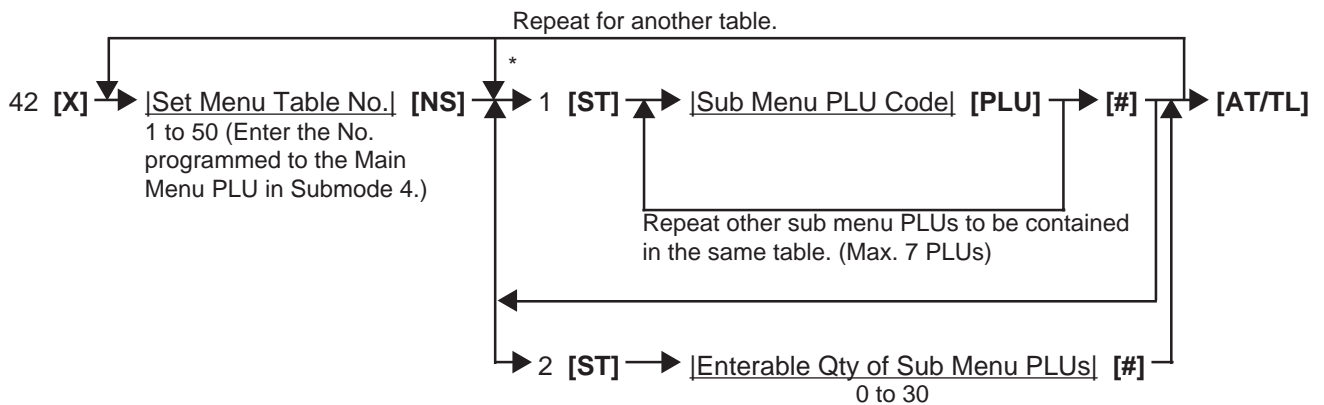 Repeat for another table.
*
42 [X] |Set Menu Table No.| [NS] 1 [ST] |Sub Menu PLU Code| [PLU] [#] [AT/TL]
1 to 50 (Enter the No.
programmed to the Main
Menu PLU in Submode 4.)
Repeat other sub menu PLUs to be contained
in the same table. (Max. 7 PLUs)
2 [ST] |Enterable Qty of Sub Menu PLUs| [#]
0 to 30